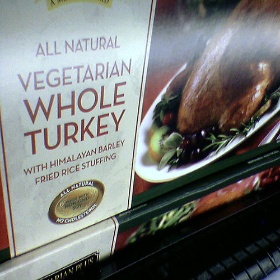 ALL NATURAL
VEGETARIAN
WHOLE
TURKEY
WITH HIMALAYAN BARLEY
FRIED RICE STUFFING
ALL NATURAL
NO CHOLESTEROL